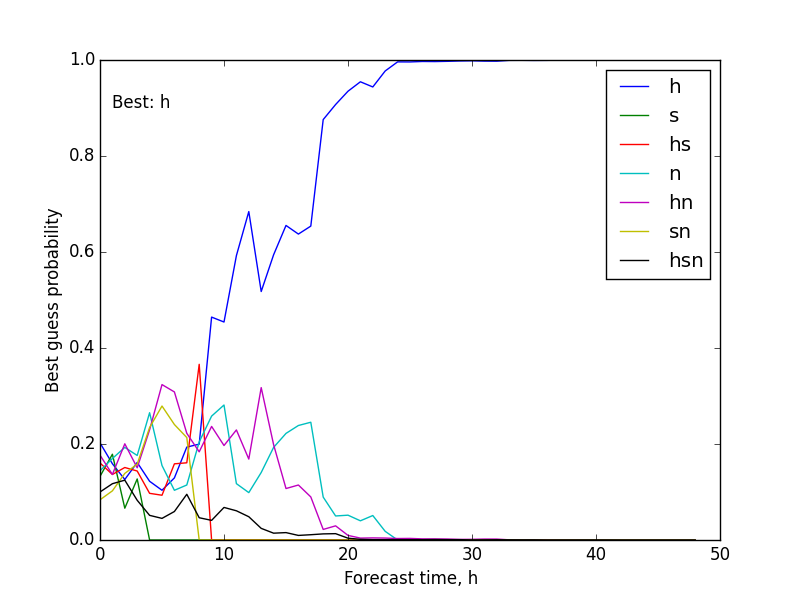 1.0
0.8
0.6
0.4
0.2
0.0
Best guess probability
Best: h
h
s
hs
n
hn
sn
hsn
0 10 20 30 40 50
Forecast time, h